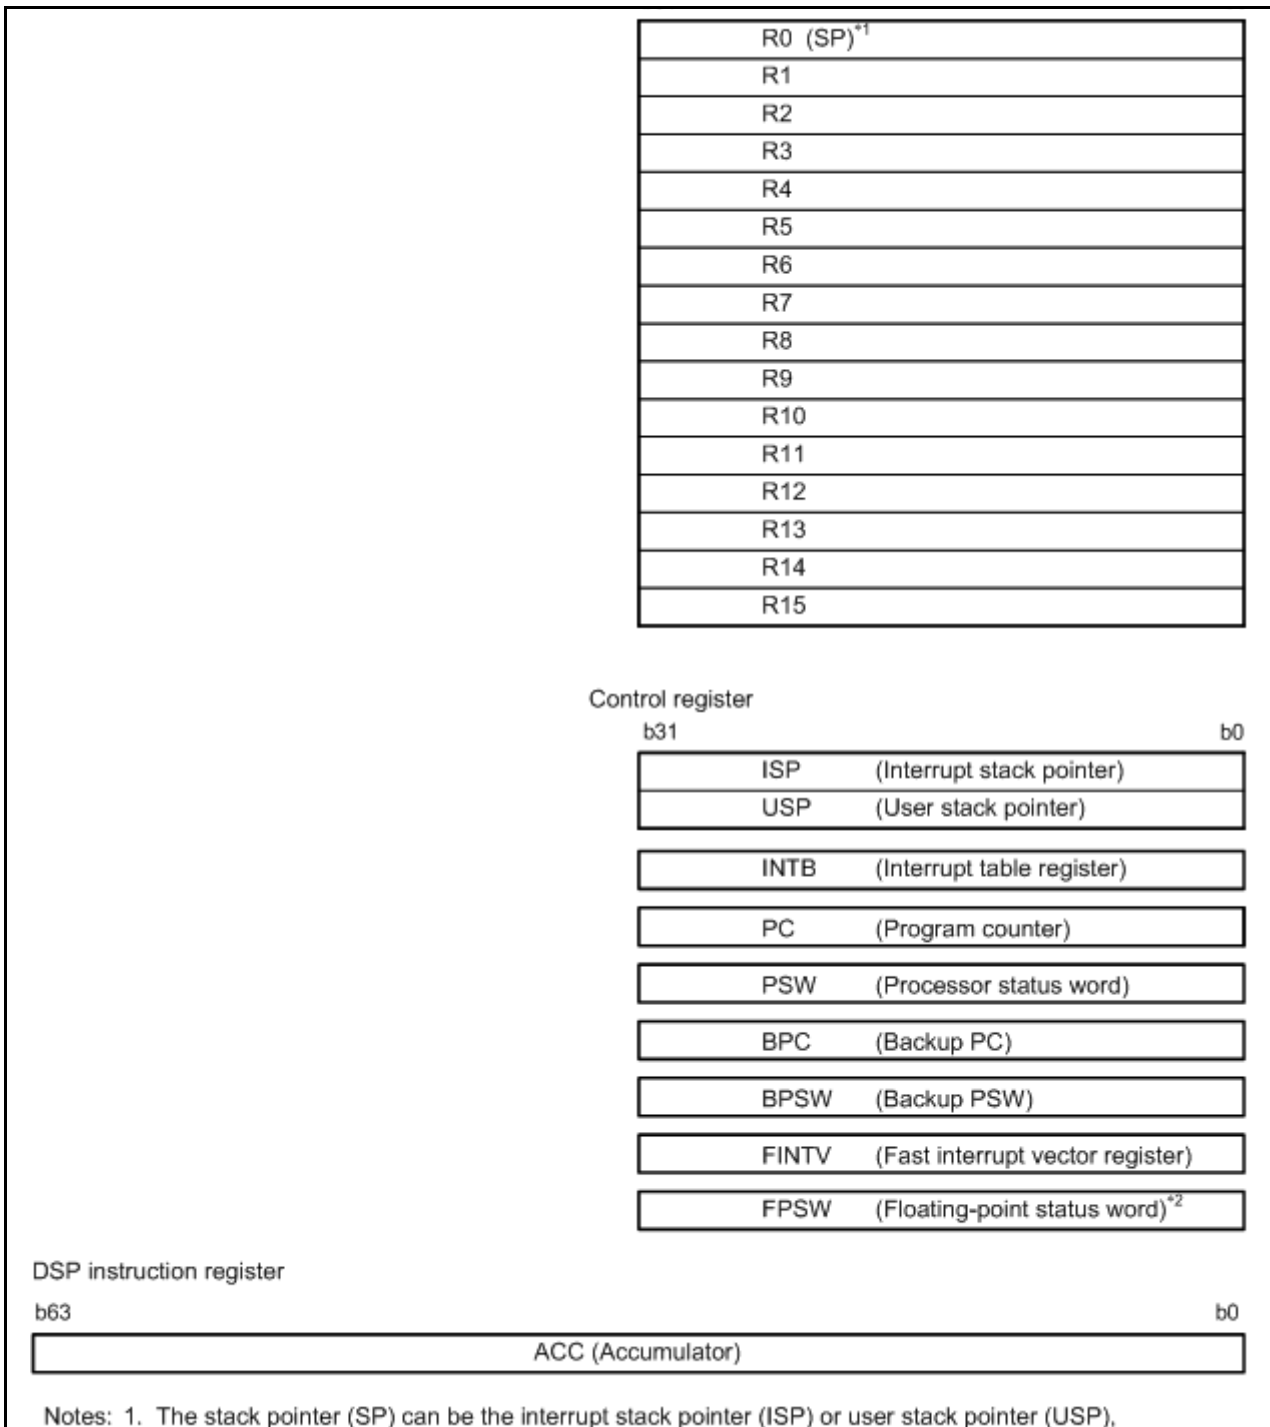 R0 (SP)*1
R1
R2
R3
R4
R5
R6
R7
R8
R9
R10
R11
R12
R13
R14
R15
Control register
b31 b0
ISP (Interrupt stack pointer)
USP (User stack pointer)
INTB (Interrupt table register)
PC (Program counter)
PSW (Processor status word)
BPC (Backup PC)
BPSW (Backup PSW)
FINTV (Fast interrupt vector register)
FPSW (Floating-point status word)*2
DSP instruction register
b63 b0
ACC (Accumulator)
Notes: 1. The stack pointer (SP) can be the interrupt stack pointer (ISP) or user stack pointer (USP),